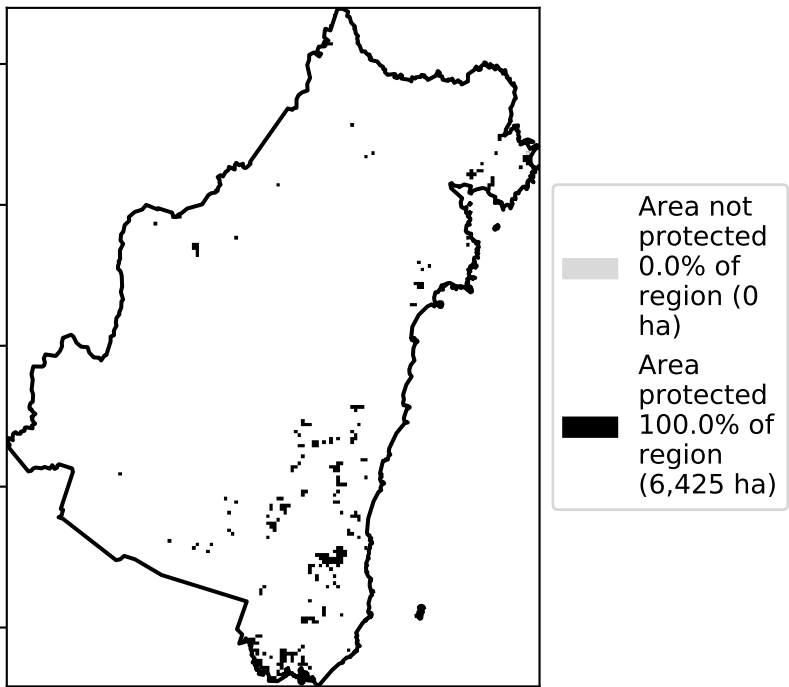 Area not
protected
0.0% of
region (0
ha)
Area
protected
100.0% of
region
(6,425 ha)